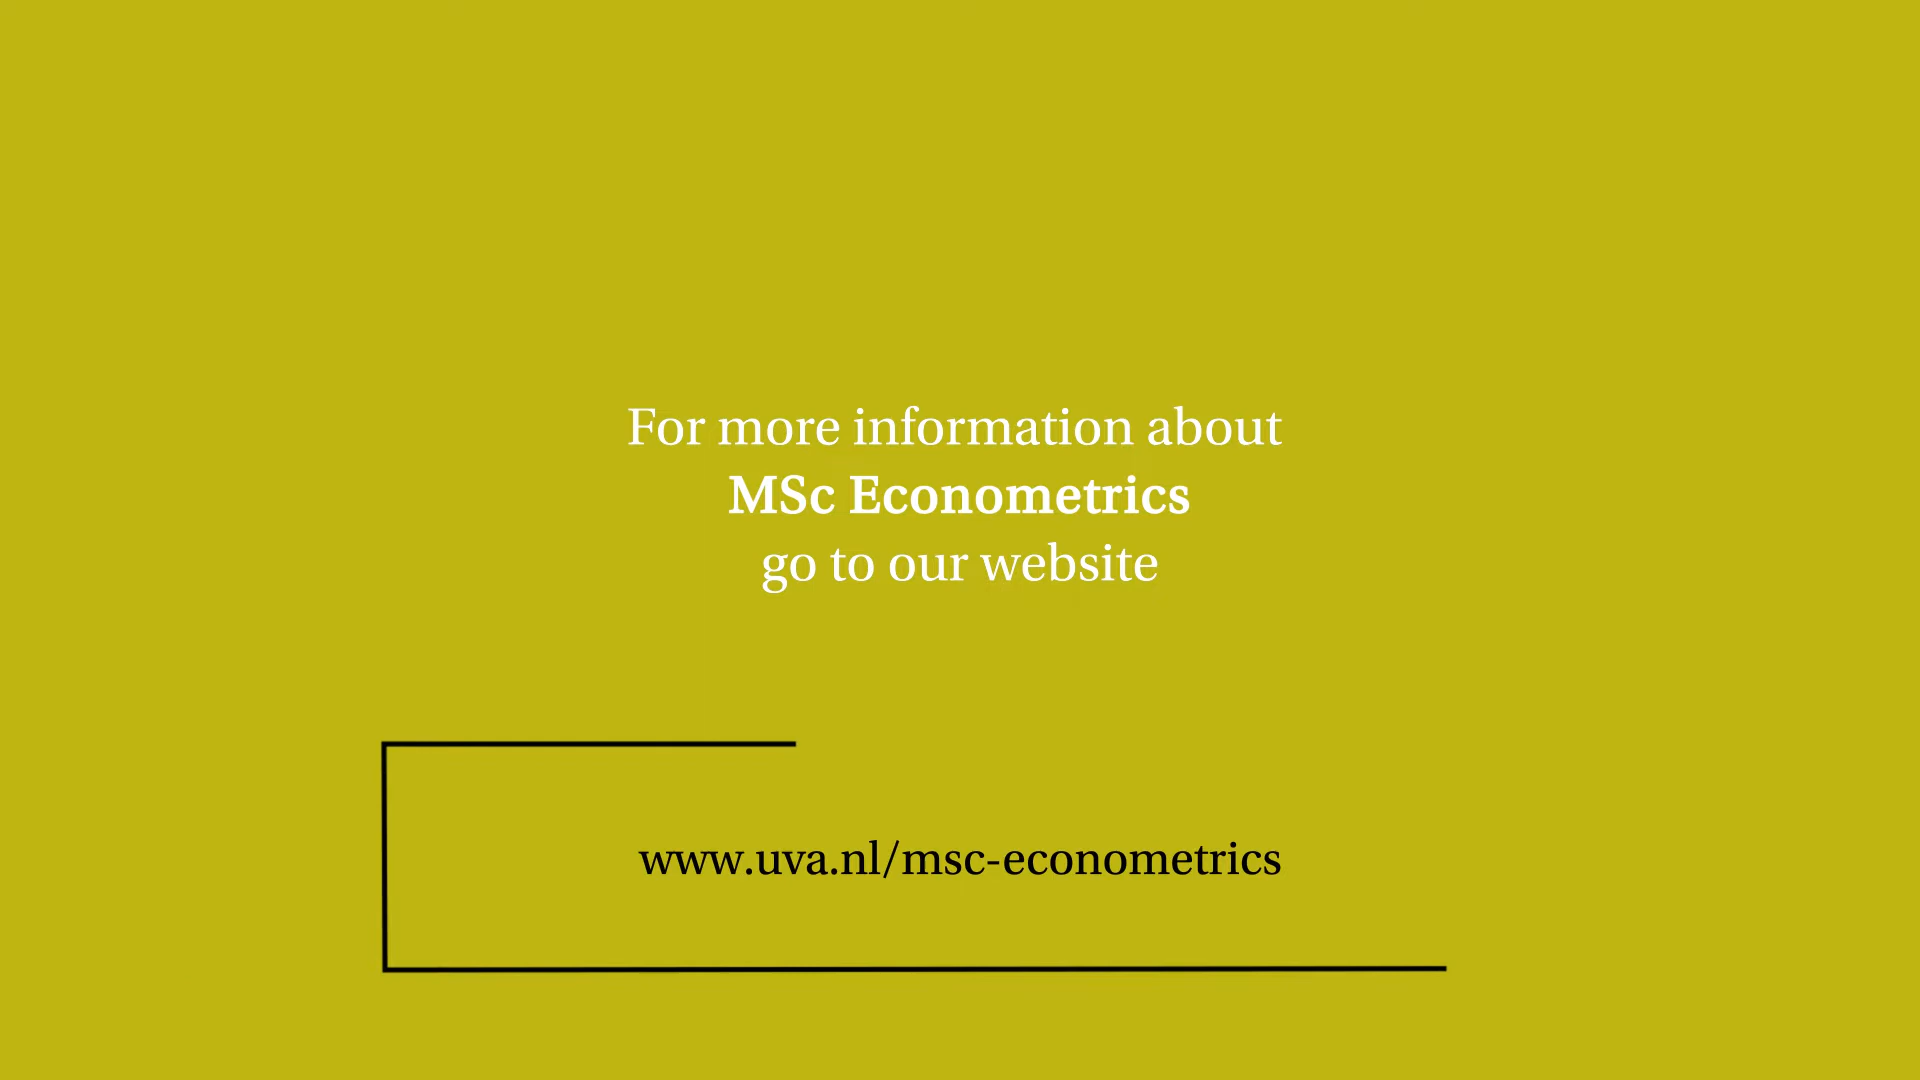 For more information about
MSc Econometrics
go to our website
www.uva.nl/msc-econometrics